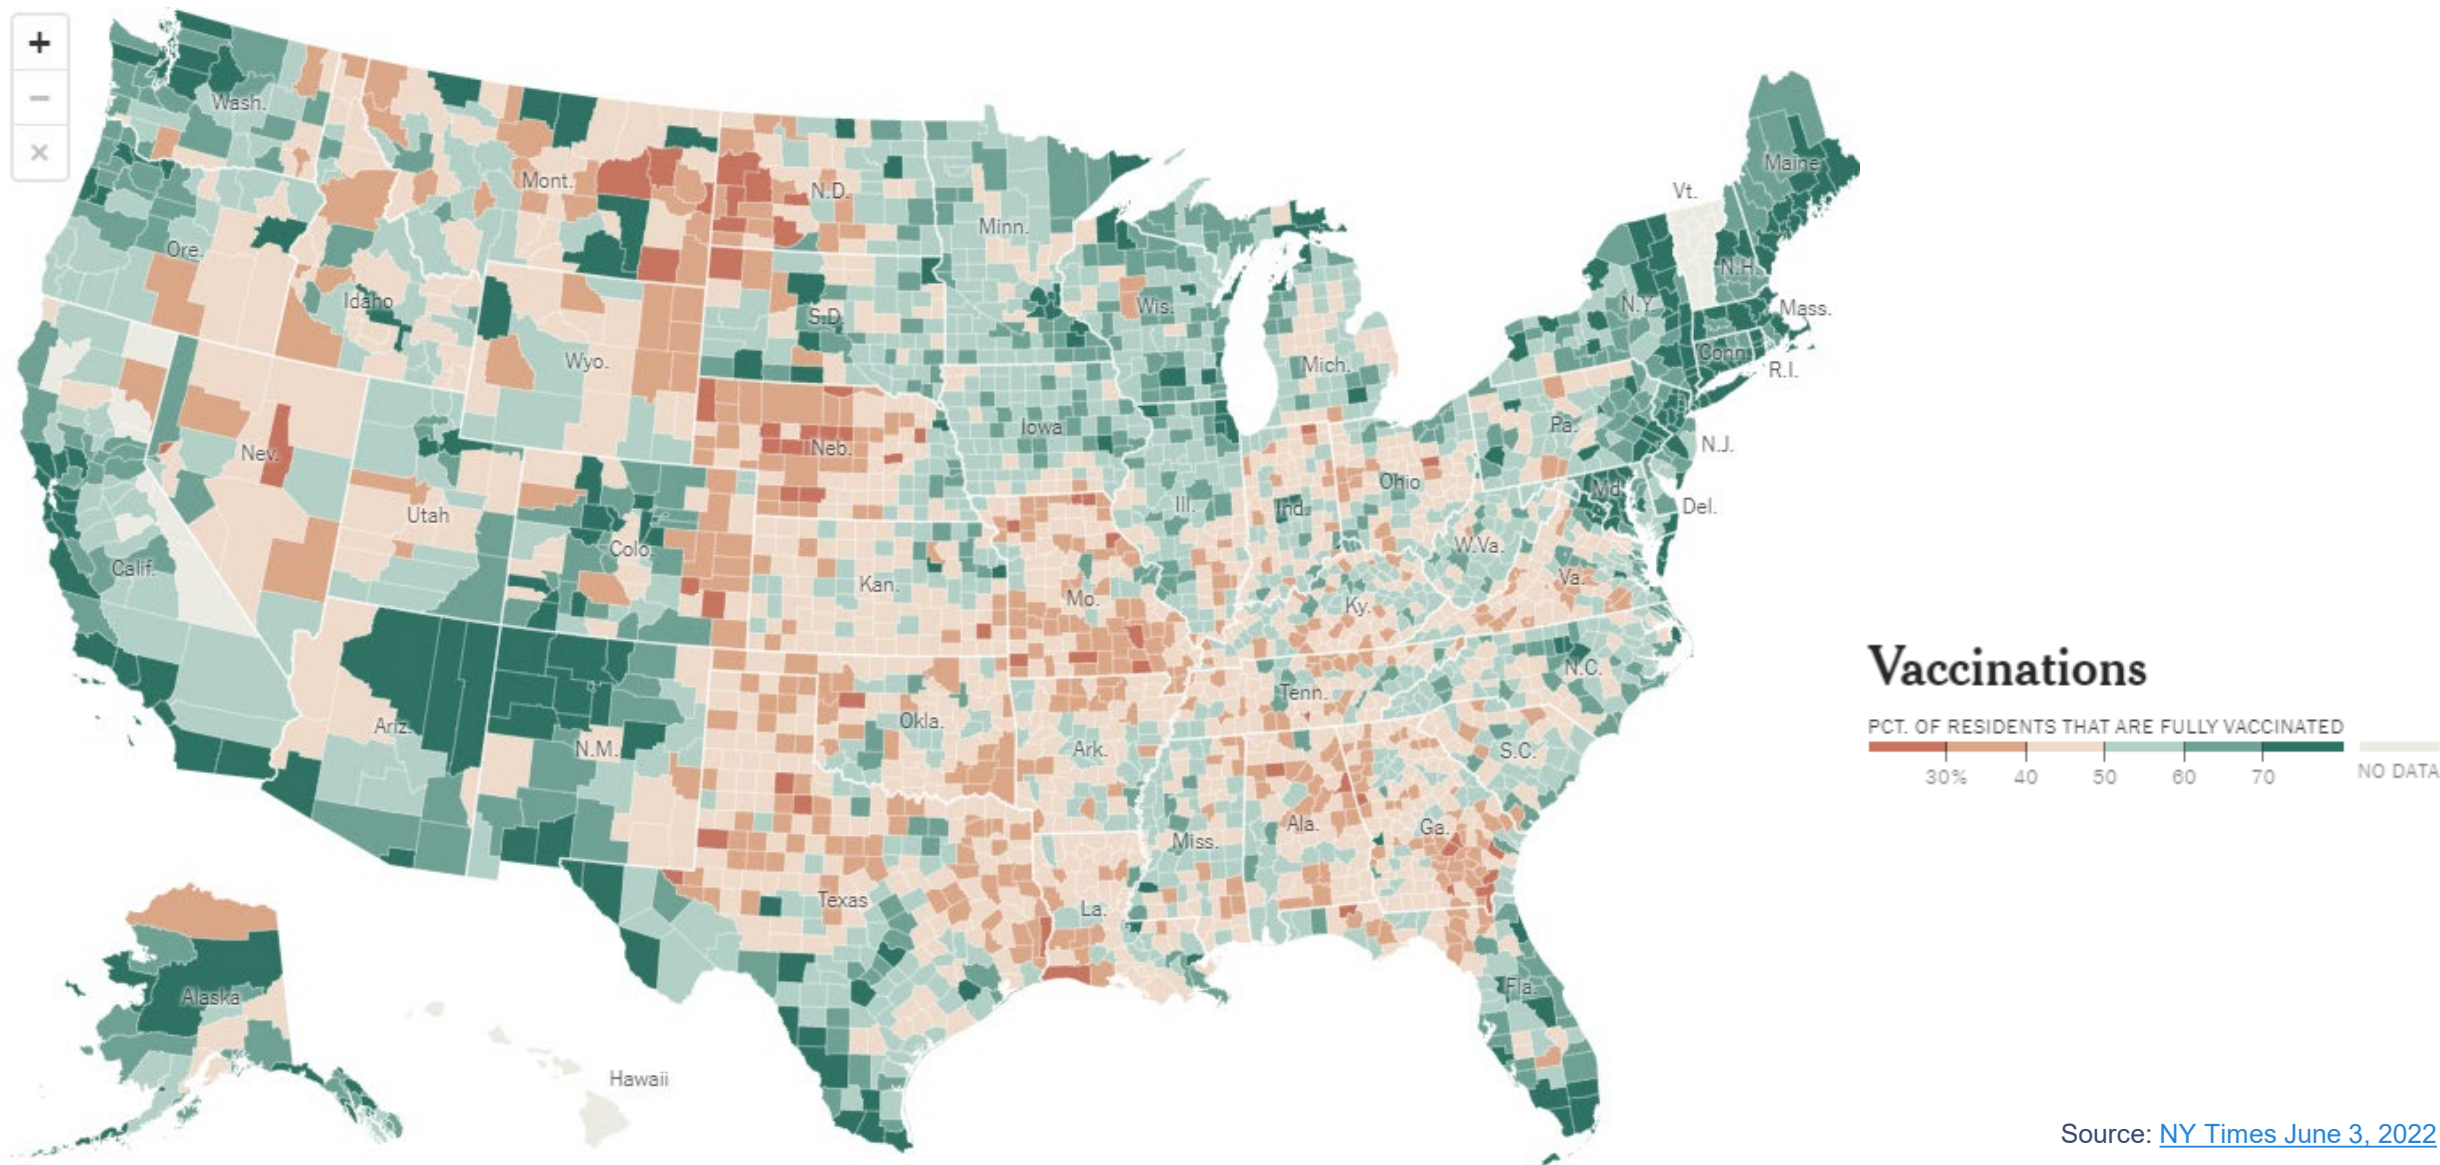 +
−
×
Wash.
Mont.
N.D.
Minn.
Maine
Vt.
Ore.
Idaho
S.D.
Wis.
N.Y.
N.H.
Mass.
Wyo.
Mich.
Conn.
R.I.
Nev.
Neb.
Iowa
Pa.
N.J.
Utah
Colo.
Ill.
Ind.
Ohio
Md.
Del.
Calif.
Kan.
Mo.
W.Va.
Va.
Ky.
Ariz.
N.M.
Okla.
Ark.
Tenn.
N.C.
S.C.
Texas
La.
Miss.
Ala.
Ga.
Fla.
Alaska
Hawaii
Vaccinations
PCT. OF RESIDENTS THAT ARE FULLY VACCINATED
30% 40 50 60 70 NO DATA
Source: NY Times June 3, 2022